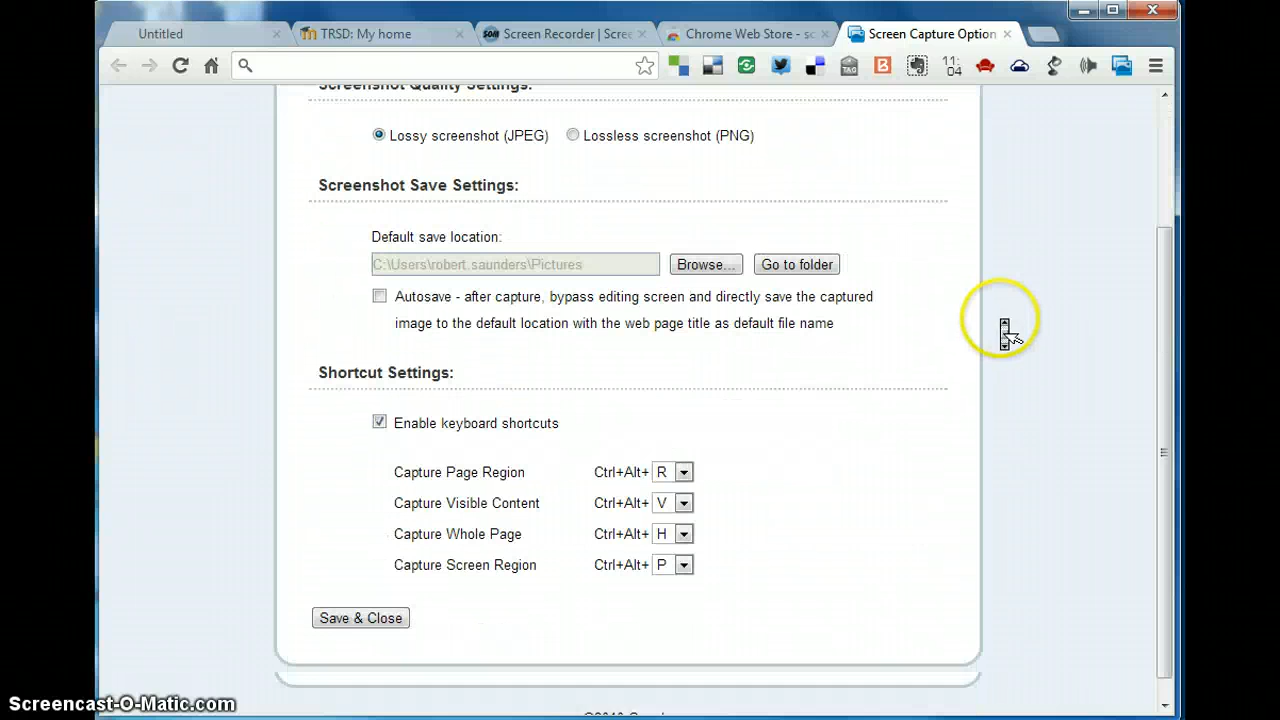 Untitled
TRSD: My home
Screen Recorder | Scree
Chrome Web Store - sc
Screen Capture Option
11:
04
TAG
Screenshot Quality Settings:
Lossy screenshot (JPEG)
Lossless screenshot (PNG)
Screenshot Save Settings:
Default save location:
C:\Users\robert.saunders\Pictures
Browse...
Go to folder
Autosave - after capture, bypass editing screen and directly save the captured
image to the default location with the web page title as default file name
Shortcut Settings:
Enable keyboard shortcuts
Capture Page Region Ctrl+Alt+ R
Capture Visible Content Ctrl+Alt+ V
Capture Whole Page Ctrl+Alt+ H
Capture Screen Region Ctrl+Alt+ P
Save & Close
Screencast-O-Matic.com